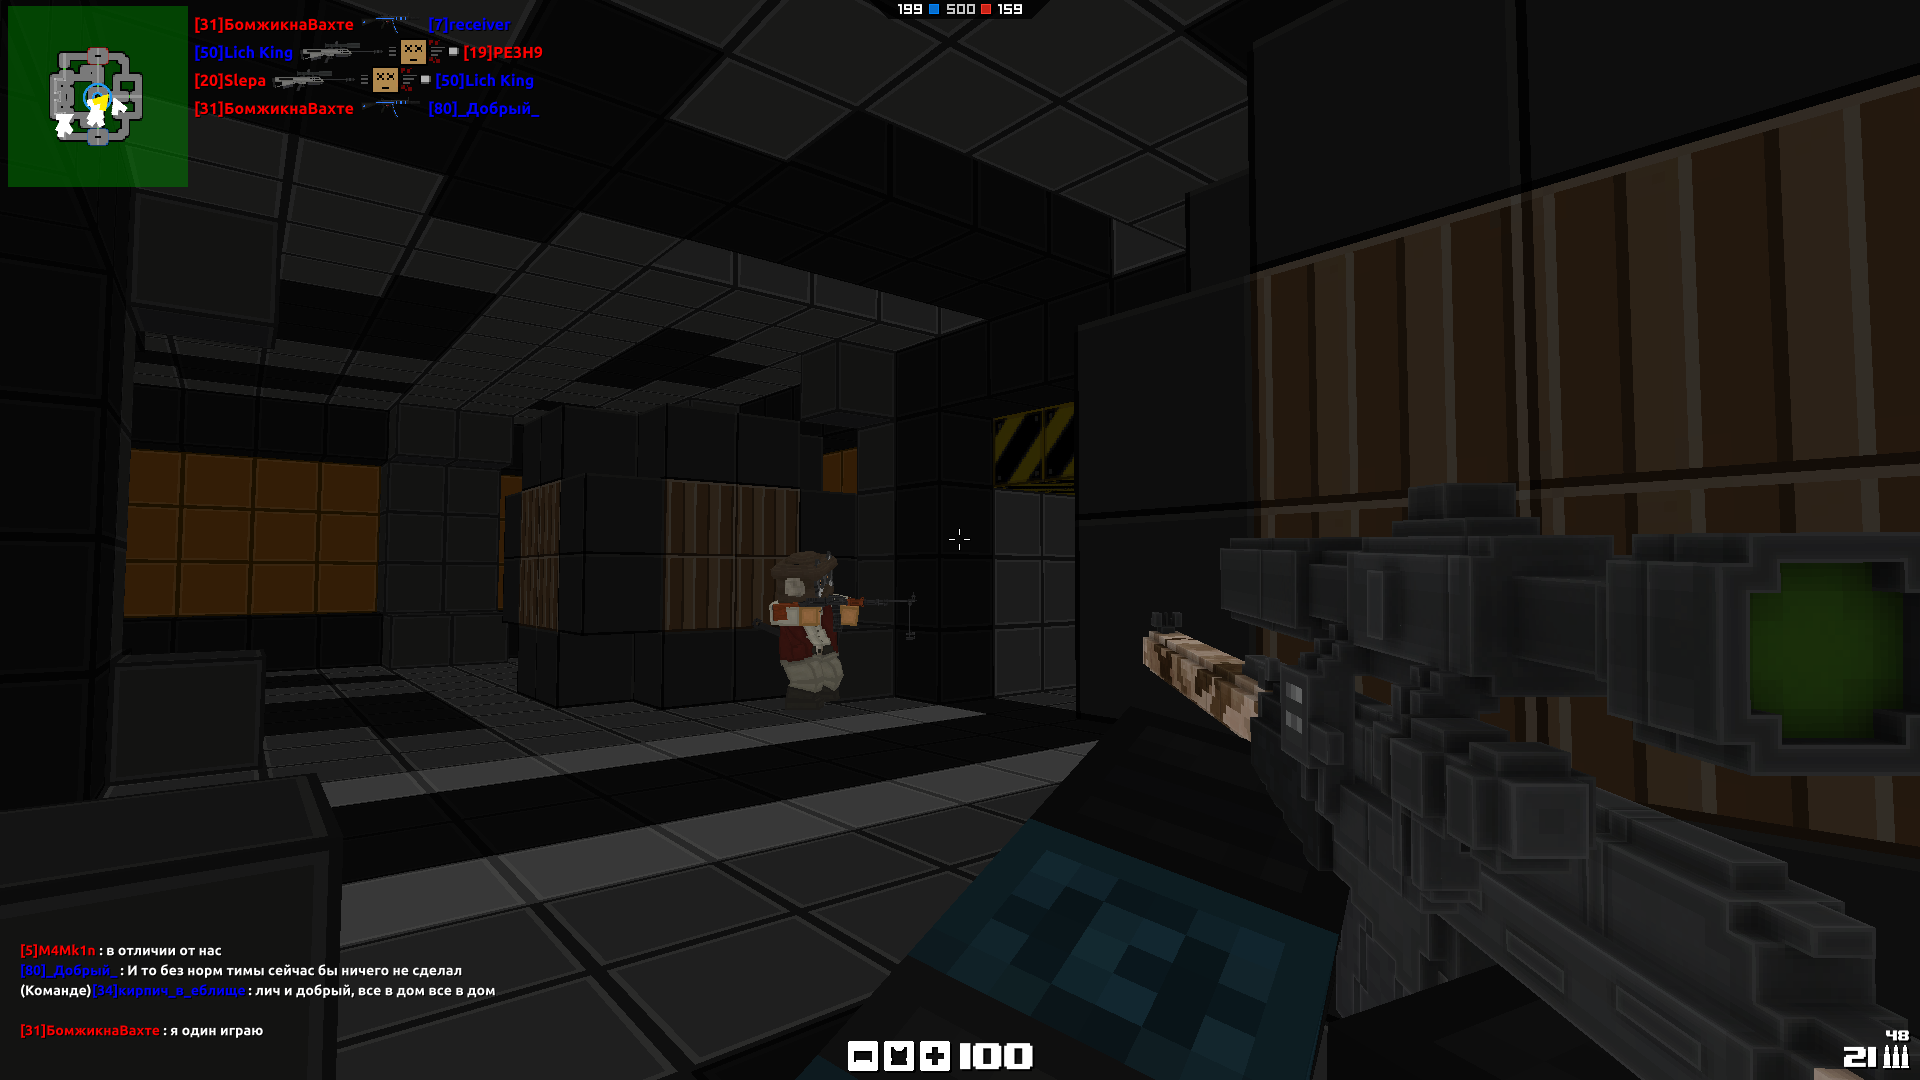 199 500 159
[31]БомжикнаВахте [7]receiver
[50]Lich King [19]РЕЗН9
[20]Slepa [50]Lich King
[31]БомжикнаВахте [80]_Добрый_
[5]M4Mk1n : в отличии от нас
[80]_Добрый_ : И то без норм тимы сейчас бы ничего не сделал
(Команде)[34]кирпич_в_еблище : лич и добрый, все в дом все в дом
[31]БомжикнаВахте : я один играю
100
48
21